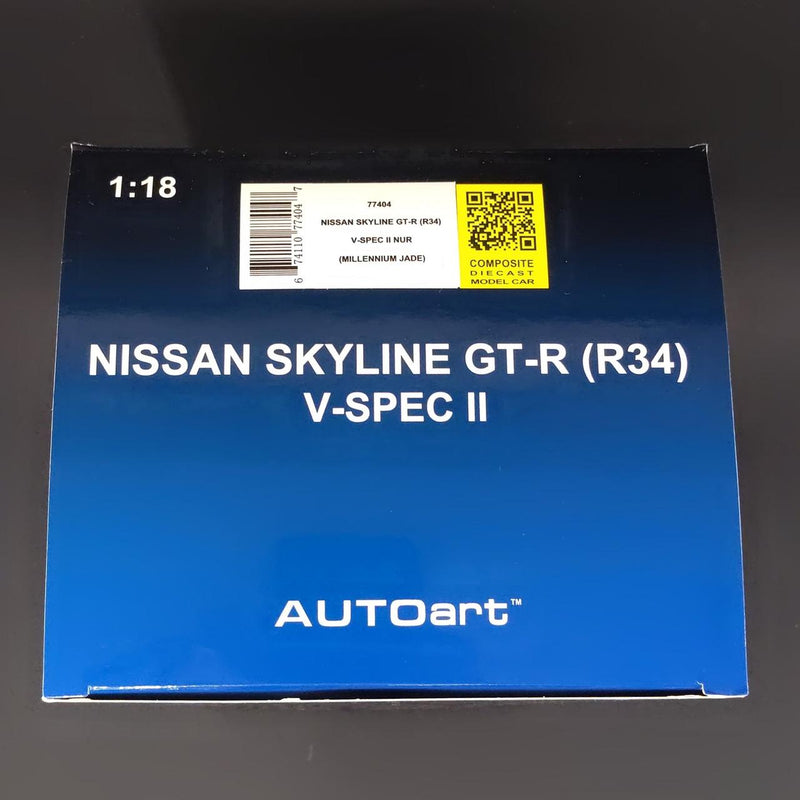 1:18
6 74110 77404 7
77404
NISSAN SKYLINE GT-R (R34)
V-SPEC II NUR
(MILLENNIUM JADE)
COMPOSITE
DIECAST
MODEL CAR
NISSAN SKYLINE GT-R (R34)
V-SPEC II
AUTOart™